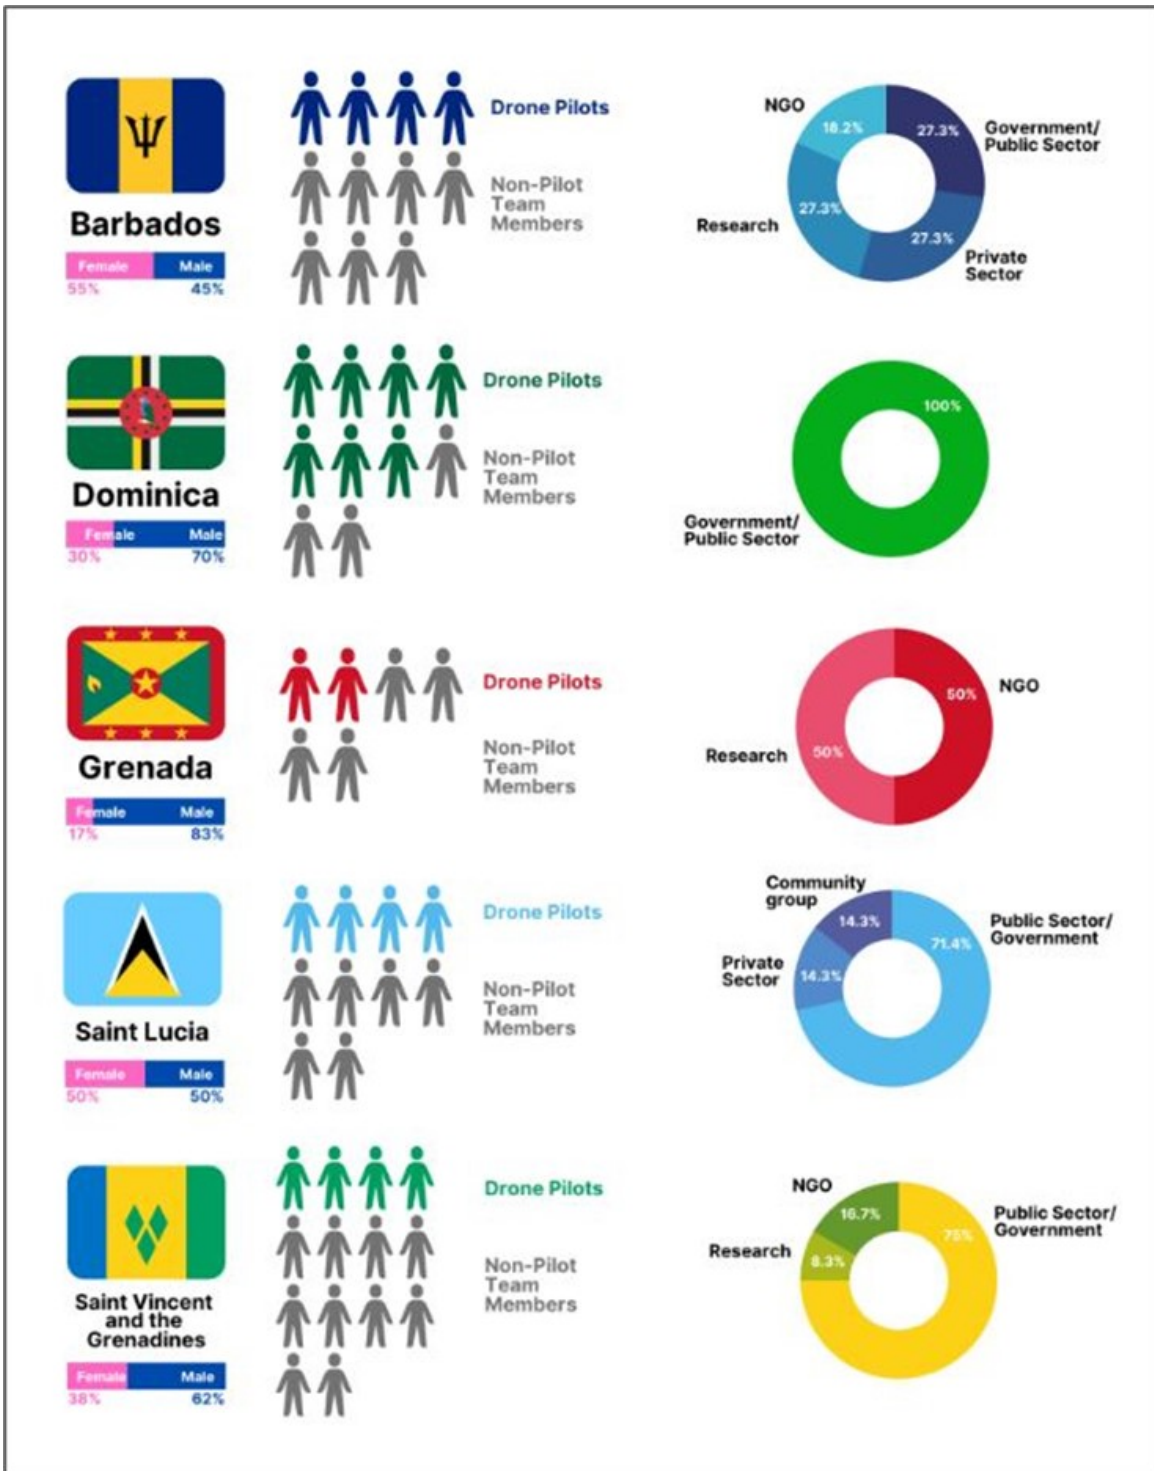 Barbados
Female Male
55% 45%
Drone Pilots
Non-Pilot
Team
Members
NGO
18.2%
27.3%
Government/
Public Sector
Research
27.3%
27.3%
Private
Sector
Dominica
Female Male
30% 70%
Drone Pilots
Non-Pilot
Team
Members
100%
Government/
Public Sector
Grenada
Female Male
17% 83%
Drone Pilots
Non-Pilot
Team
Members
50%
NGO
Research
50%
Saint Lucia
Female Male
50% 50%
Drone Pilots
Non-Pilot
Team
Members
Community
group
14.3%
71.4%
Public Sector/
Government
Private
Sector
14.3%
Saint Vincent
and the
Grenadines
Female Male
38% 62%
Drone Pilots
Non-Pilot
Team
Members
NGO
16.7%
75%
Public Sector/
Government
Research
8.3%